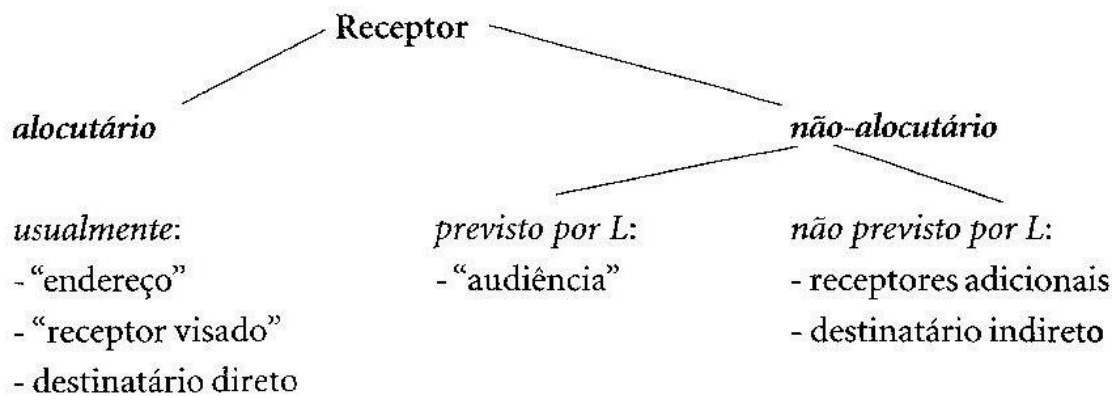 Receptor
alocutário
não-alocutário
usualmente:
- “endereço”
- “receptor visado”
- destinatário direto
previsto por L:
- “audiência”
não previsto por L:
- receptores adicionais
- destinatário indireto